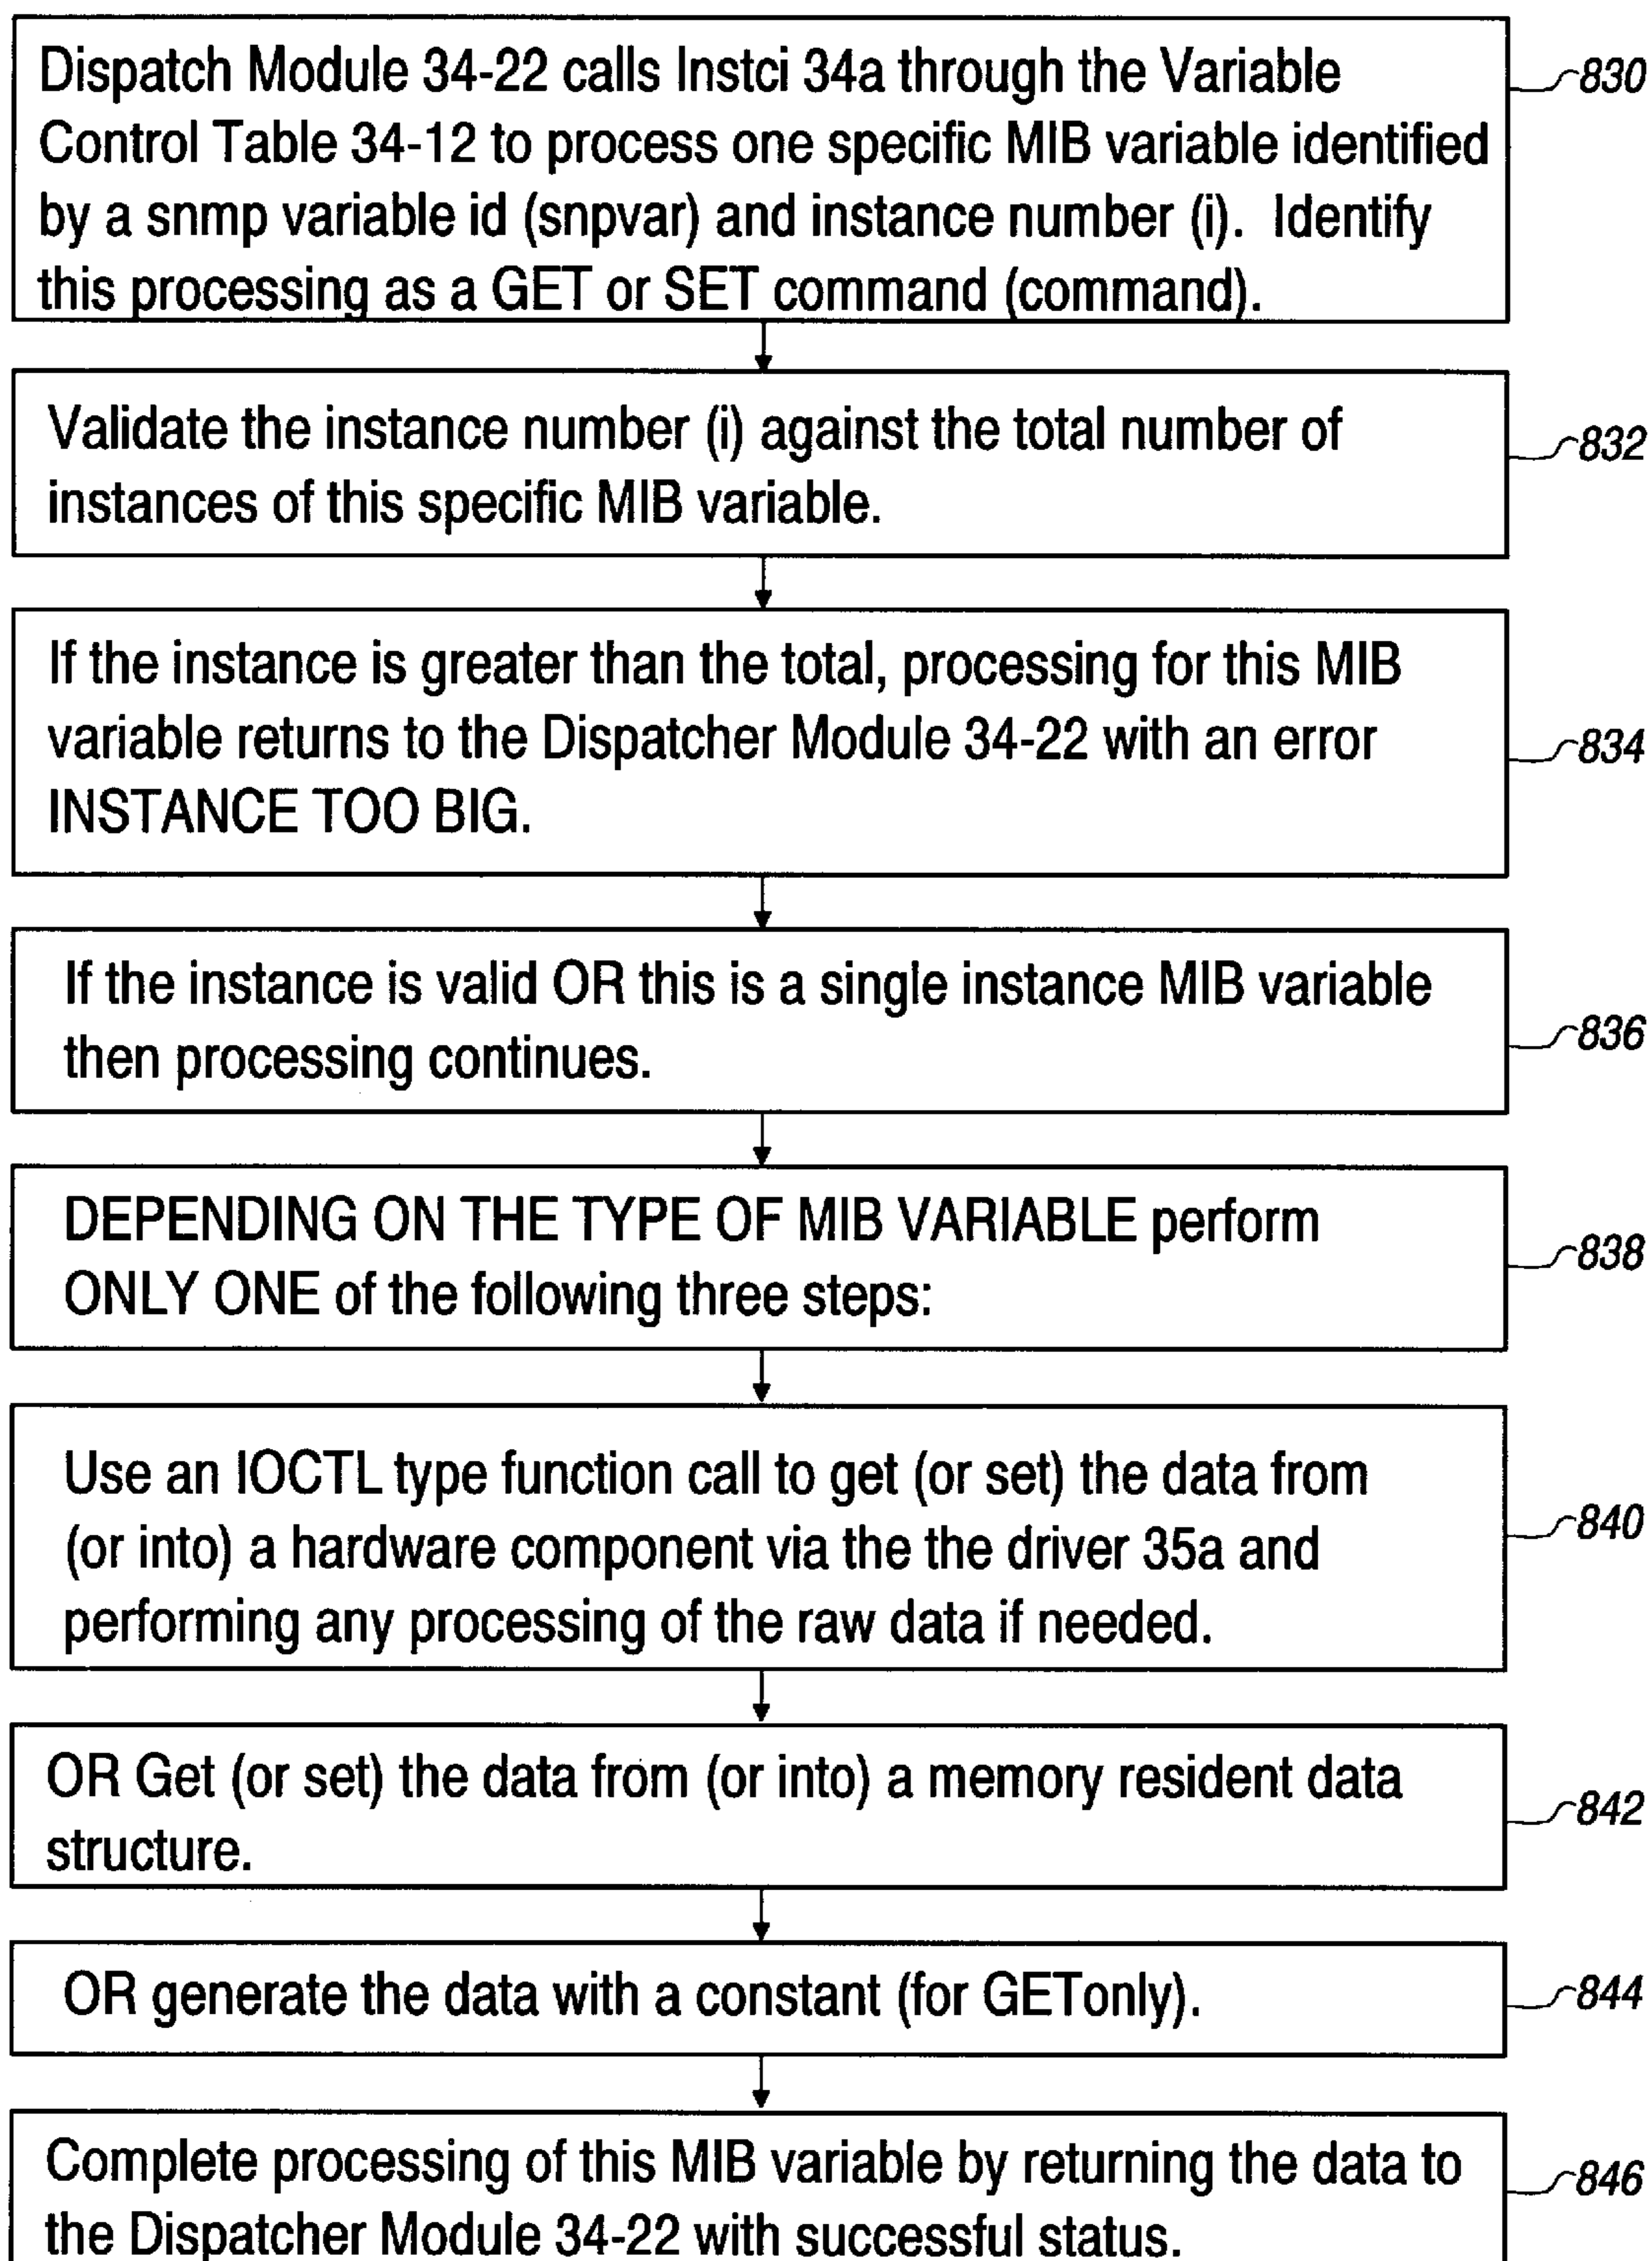 Dispatch Module 34-22 calls Instci 34a through the Variable
Control Table 34-12 to process one specific MIB variable identified
by a snmp variable id (snpvar) and instance number (i). Identify
this processing as a GET or SET command (command).
830
Validate the instance number (i) against the total number of
instances of this specific MIB variable.
832
If the instance is greater than the total, processing for this MIB
variable returns to the Dispatcher Module 34-22 with an error
INSTANCE TOO BIG.
834
If the instance is valid OR this is a single instance MIB variable
then processing continues.
836
DEPENDING ON THE TYPE OF MIB VARIABLE perform
ONLY ONE of the following three steps:
838
Use an IOCTL type function call to get (or set) the data from
(or into) a hardware component via the the driver 35a and
performing any processing of the raw data if needed.
840
OR Get (or set) the data from (or into) a memory resident data
structure.
842
OR generate the data with a constant (for GETonly).
844
Complete processing of this MIB variable by returning the data to
the Dispatcher Module 34-22 with successful status.
846